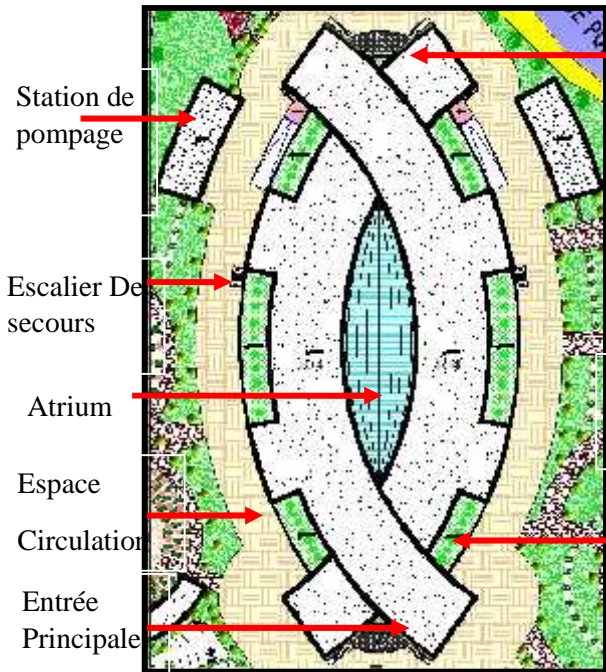 Station de
pompage
Escalier De
secours
Atrium
Espace
Circulation
Entrée
Principale